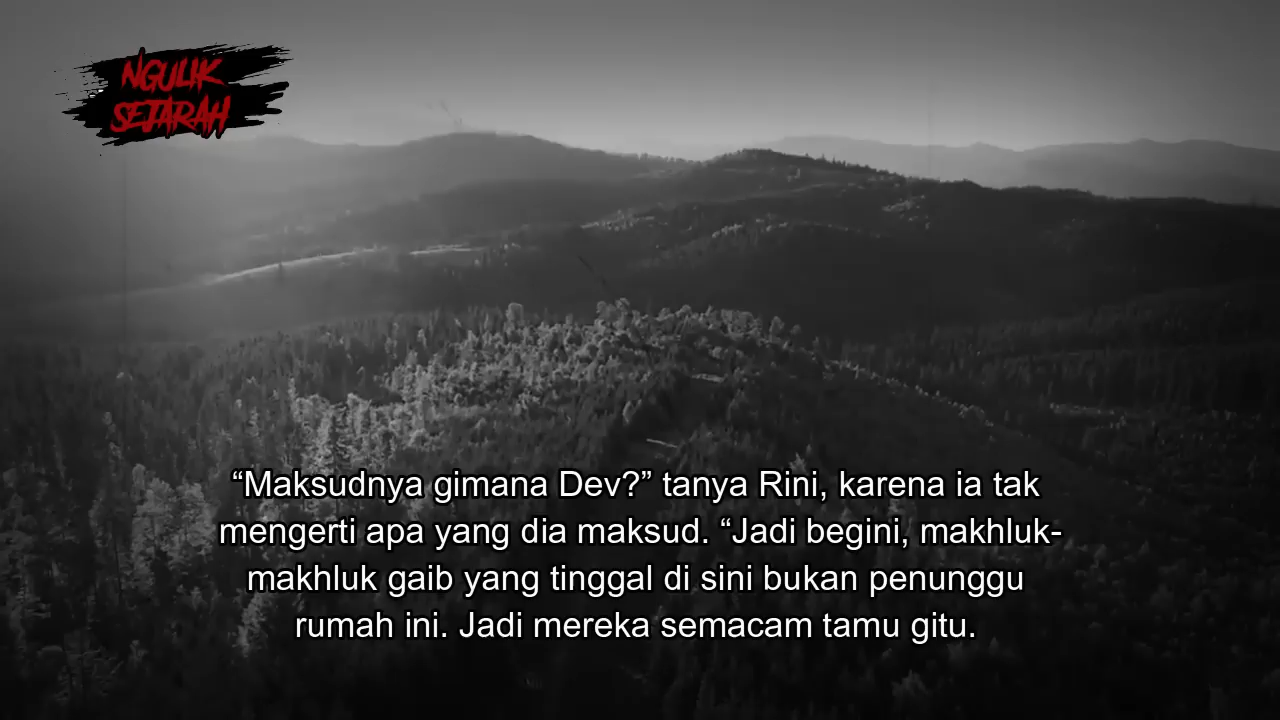 NGULIK
SEJARAH
“Maksudnya gimana Dev?” tanya Rini, karena ia tak
mengerti apa yang dia maksud. “Jadi begini, makhluk-
makhluk gaib yang tinggal di sini bukan penunggu
rumah ini. Jadi mereka semacam tamu gitu.